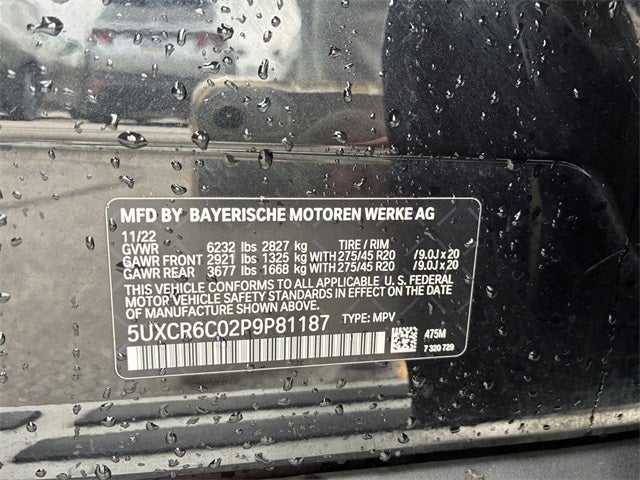 MFD BY BAYERISCHE MOTOREN WERKE AG
11/22
GVWR 6232 lbs 2827 kg TIRE / RIM
GAWR FRONT 2921 lbs 1325 kg WITH 275/45 R20 /9.0J x 20
GAWR REAR 3677 lbs 1668 kg WITH 275/45 R20 /9.0J x 20
THIS VEHICLE CONFORMS TO ALL APPLICABLE U. S. FEDERAL
MOTOR VEHICLE SAFETY STANDARDS IN EFFECT ON THE DATE
OF MANUFACTURE SHOWN ABOVE.
5UXCR6C02P9P81187 TYPE: MPV
475M
7 320 729